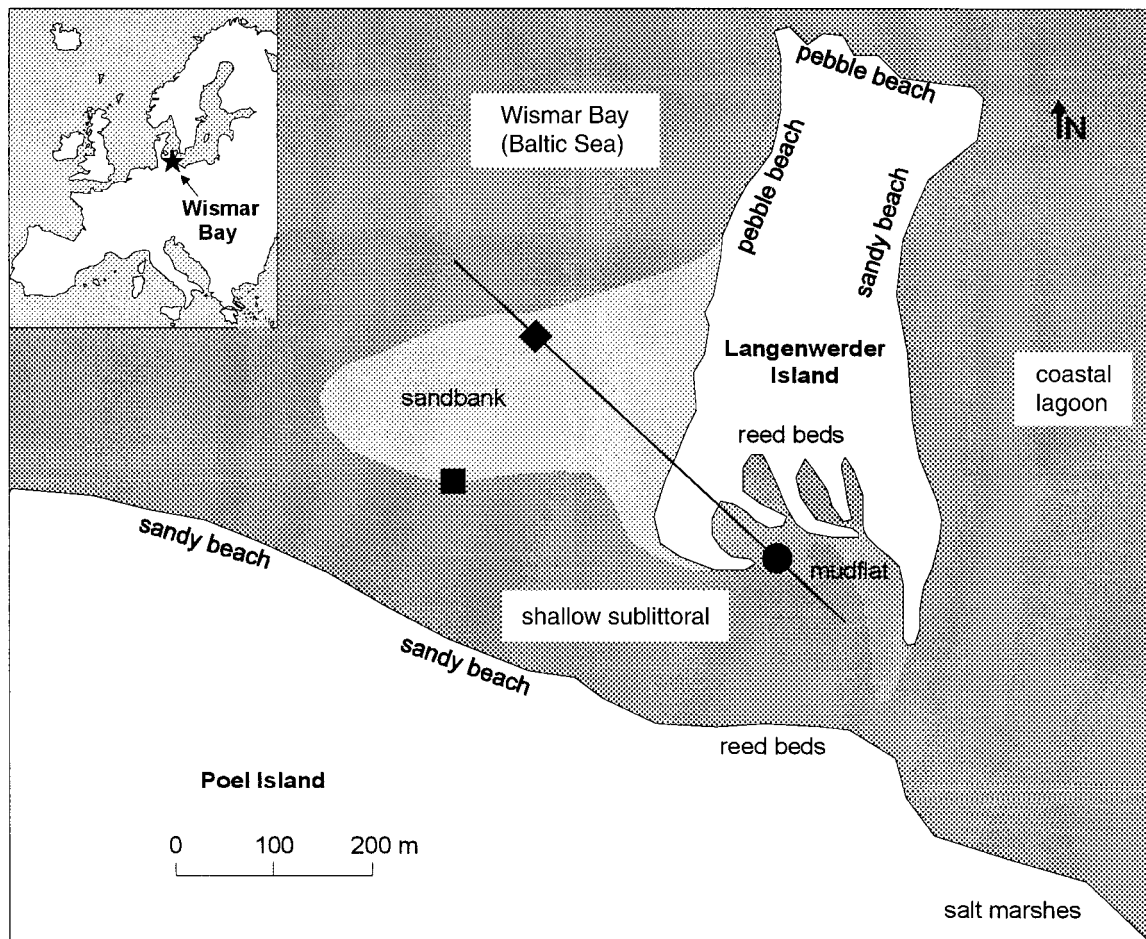 Wismar
Bay
Wismar Bay
(Baltic Sea)
pebble beach
N
pebble beach
sandy beach
Langenwerder
Island
coastal
lagoon
sandbank
reed beds
sandy beach
mudflat
shallow sublittoral
sandy beach
reed beds
Poel Island
0 100 200 m
salt marshes